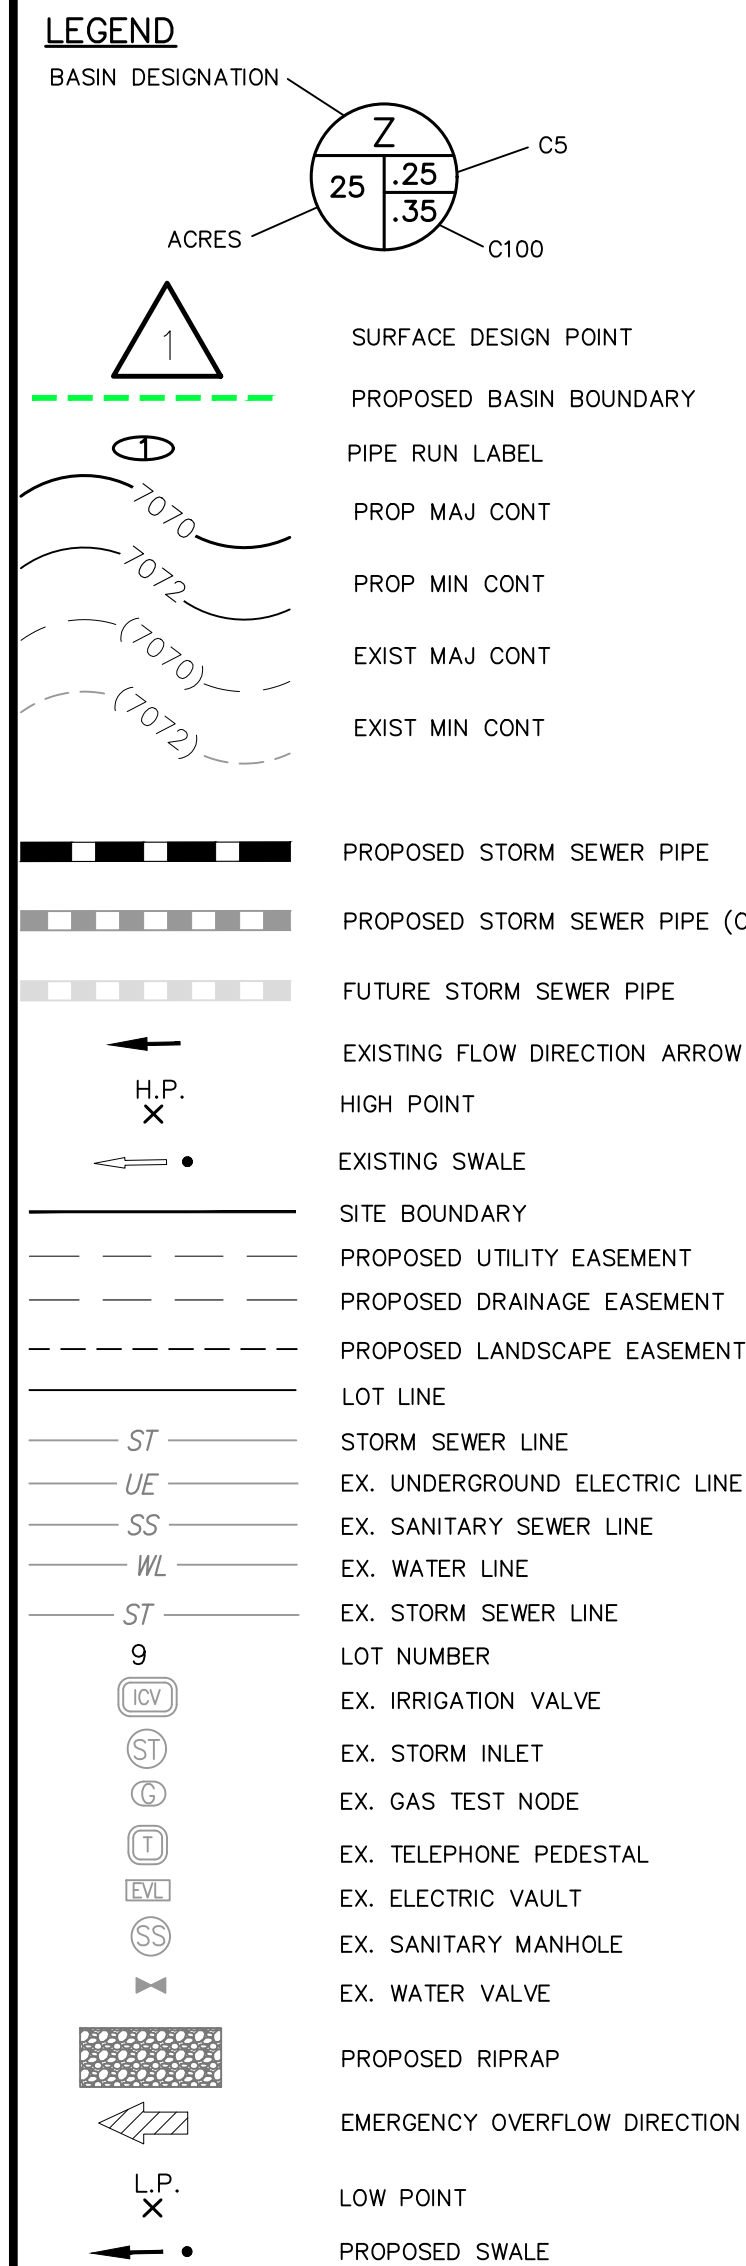 LEGEND
BASIN DESIGNATION
Z
C5
25 .25
.35
ACRES
C100
1 SURFACE DESIGN POINT
PROPOSED BASIN BOUNDARY
1 PIPE RUN LABEL
7070 PROP MAJ CONT
7072 PROP MIN CONT
(7070) EXIST MAJ CONT
(7072) EXIST MIN CONT
PROPOSED STORM SEWER PIPE
PROPOSED STORM SEWER PIPE (
FUTURE STORM SEWER PIPE
EXISTING FLOW DIRECTION ARROW
H.P.
HIGH POINT
EXISTING SWALE
SITE BOUNDARY
PROPOSED UTILITY EASEMENT
PROPOSED DRAINAGE EASEMENT
PROPOSED LANDSCAPE EASEMENT
LOT LINE
ST STORM SEWER LINE
UE EX. UNDERGROUND ELECTRIC LINE
SS EX. SANITARY SEWER LINE
WL EX. WATER LINE
ST EX. STORM SEWER LINE
9 LOT NUMBER
ICV EX. IRRIGATION VALVE
ST EX. STORM INLET
G EX. GAS TEST NODE
T EX. TELEPHONE PEDESTAL
EVL EX. ELECTRIC VAULT
SS EX. SANITARY MANHOLE
EX. WATER VALVE
PROPOSED RIPRAP
EMERGENCY OVERFLOW DIRECTION
L.P.
LOW POINT
PROPOSED SWALE